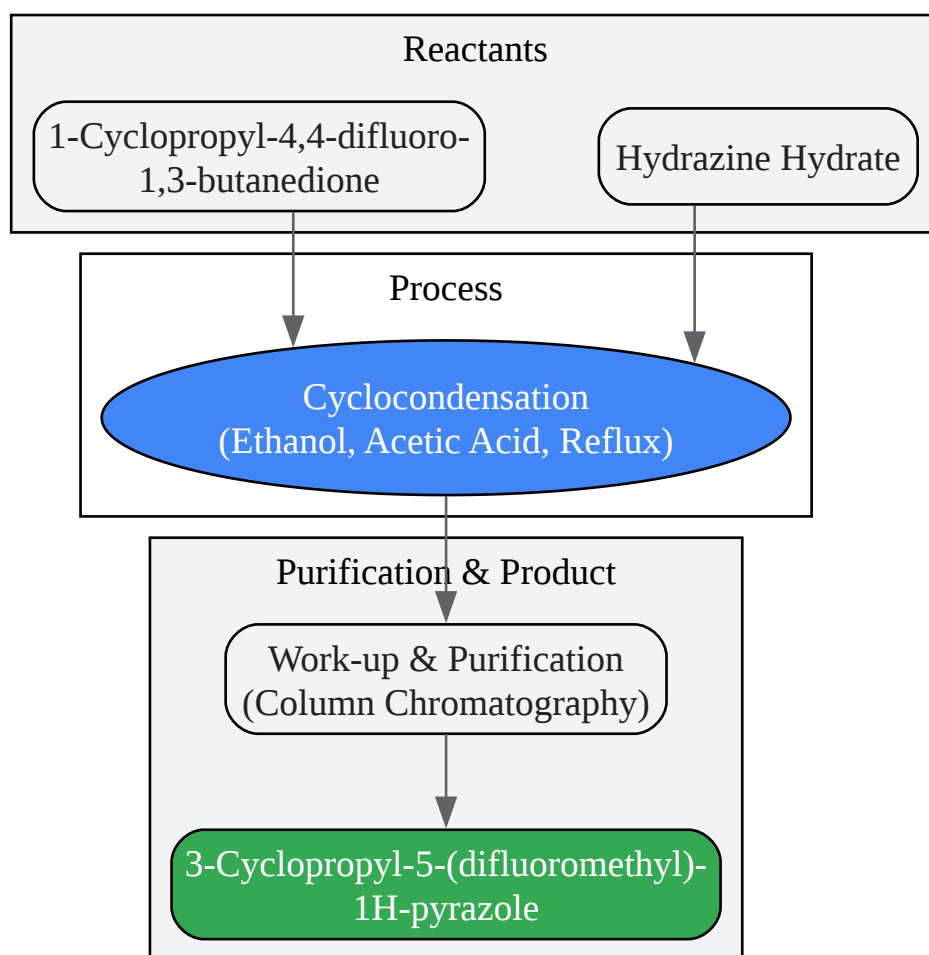 Reactants
1-Cyclopropyl-4,4-difluoro-
1,3-butanedione
Hydrazine Hydrate
Process
Cyclocondensation
(Ethanol, Acetic Acid, Reflux)
Purification & Product
Work-up & Purification
(Column Chromatography)
3-Cyclopropyl-5-(difluoromethyl)-
1H-pyrazole